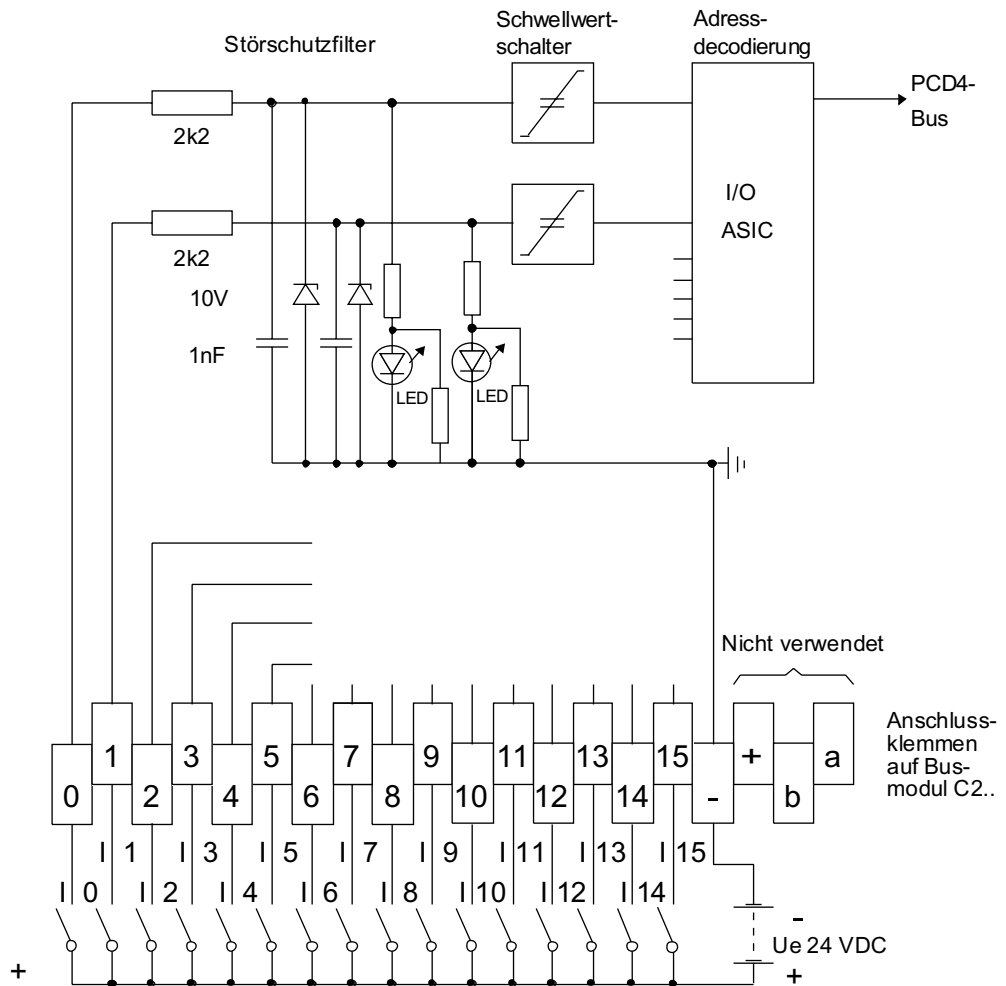 Störschutzfilter
Schwellwert-
schalter
Adress-
decodierung
PCD4-
Bus
2k2
I/O
ASIC
2k2
10V
1nF
LED
LED
Nicht verwendet
Anschluss-
klemmen
auf Bus-
modul C2..
1 3 5 7 9 11 13 15 + a
0 2 4 6 8 10 12 14 - b
I 1 I 3 I 5 I 7 I 9 I 11 I 13 I 15
I 0 I 2 I 4 I 6 I 8 I 10 I 12 I 14
-
Ue 24 VDC
+ +